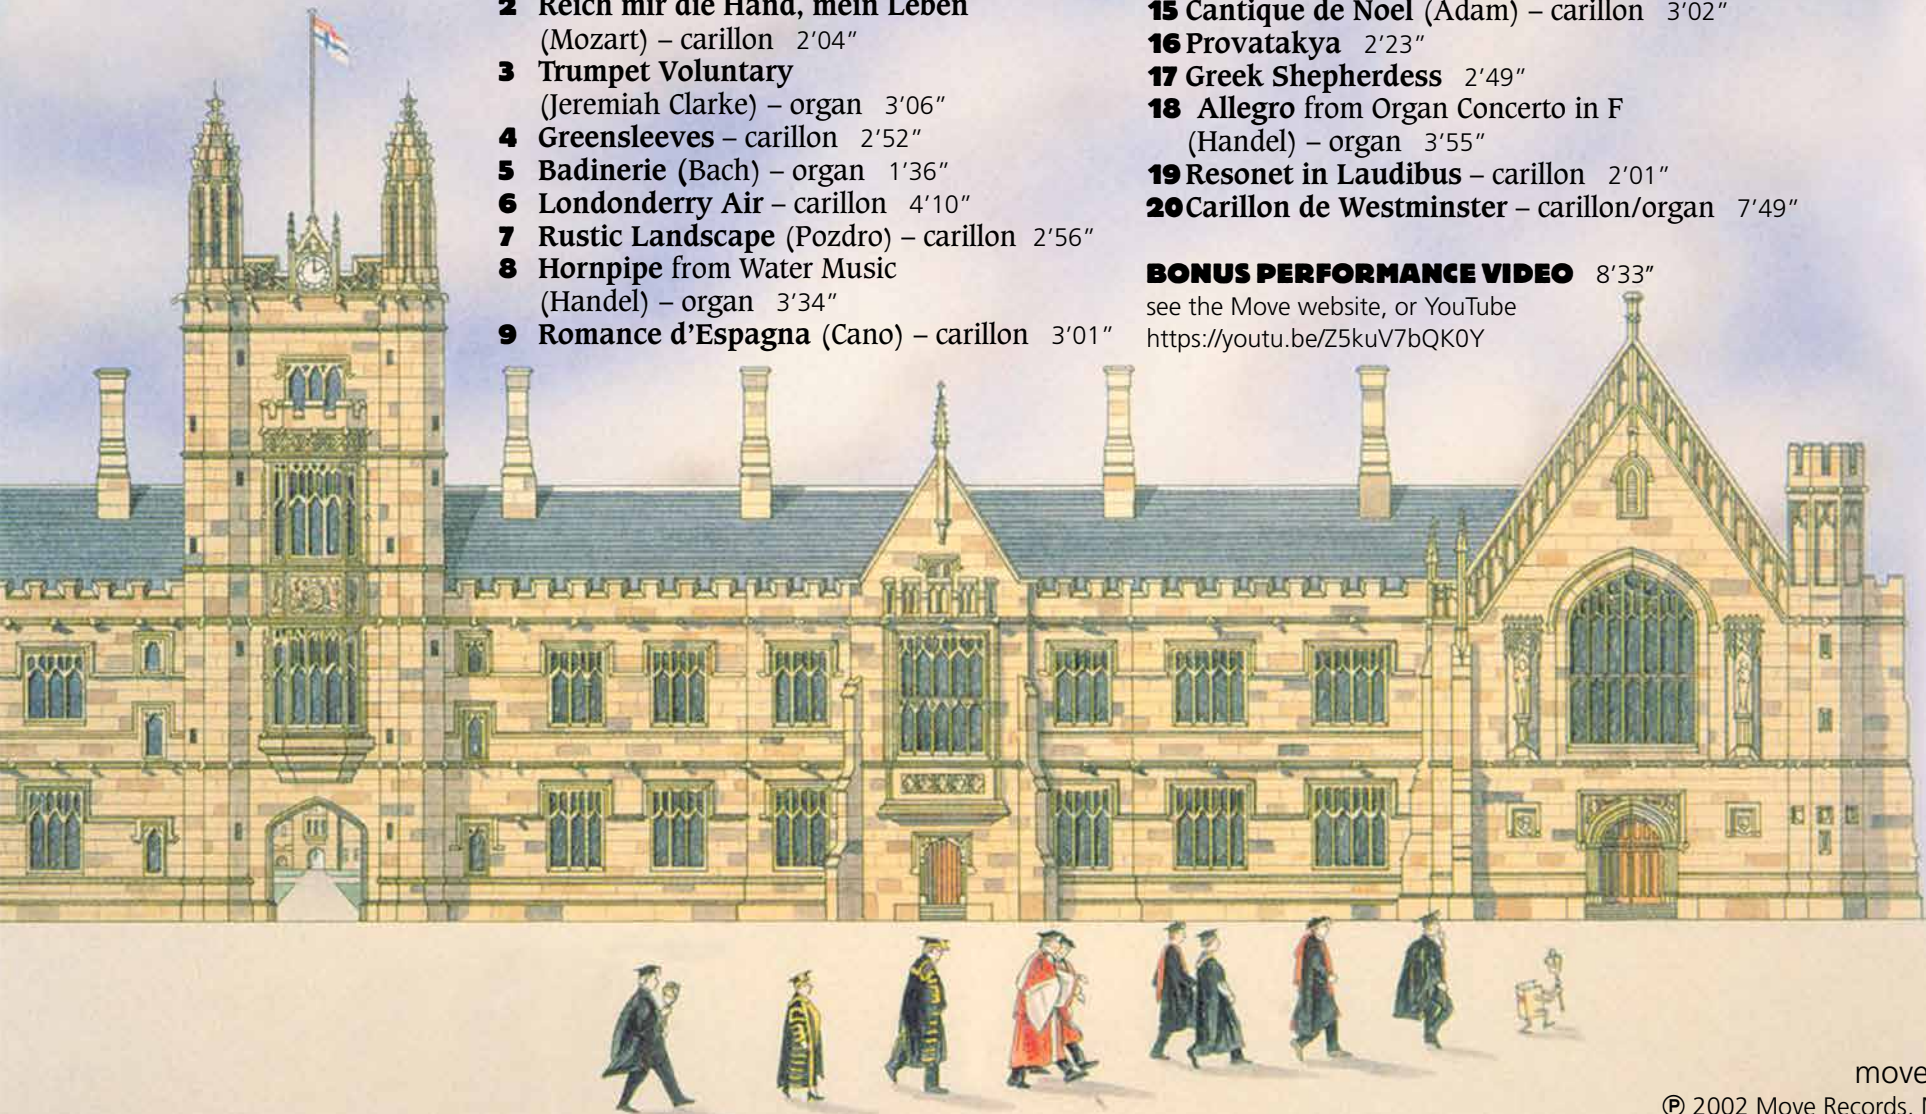 2 Reich mir die Hand, mein Leben
(Mozart) – carillon 2’04”
3 Trumpet Voluntary
(Jeremiah Clarke) – organ 3’06”
4 Greensleeves – carillon 2’52”
5 Badinerie (Bach) – organ 1’36”
6 Londonderry Air – carillon 4’10”
7 Rustic Landscape (Pozdro) – carillon 2’56”
8 Hornpipe from Water Music
(Handel) – organ 3’34”
9 Romance d’Espagna (Cano) – carillon 3’01”
15 Cantique de Noel (Adam) – carillon 3’02”
16 Provatakya 2’23”
17 Greek Shepherdess 2’49”
18 Allegro from Organ Concerto in F
(Handel) – organ 3’55”
19 Resonet in Laudibus – carillon 2’01”
20 Carillon de Westminster – carillon/organ 7’49”
BONUS PERFORMANCE VIDEO 8’33”
see the Move website, or YouTube
https://youtu.be/Z5kuV7bQK0Y
move
℗ 2002 Move Records,